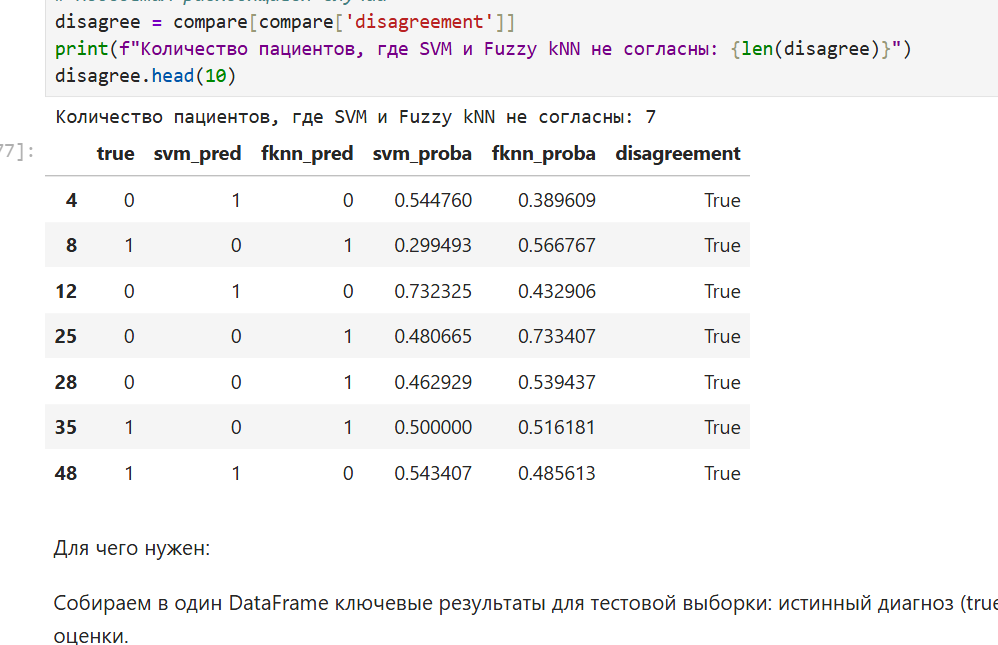 disagree = compare[compare['disagreement']]
print(f"Количество пациентов, где SVM и Fuzzy kNN не согласны: {len(disagree)}")
disagree.head(10)
Количество пациентов, где SVM и Fuzzy kNN не согласны: 7
77]:
true svm_pred fknn_pred svm_proba fknn_proba disagreement
4 0 1 0 0.544760 0.389609 True
8 1 0 1 0.299493 0.566767 True
12 0 1 0 0.732325 0.432906 True
25 0 0 1 0.480665 0.733407 True
28 0 0 1 0.462929 0.539437 True
35 1 0 1 0.500000 0.516181 True
48 1 1 0 0.543407 0.485613 True
Для чего нужен:
Собираем в один DataFrame ключевые результаты для тестовой выборки: истинный диагноз (true
оценки.